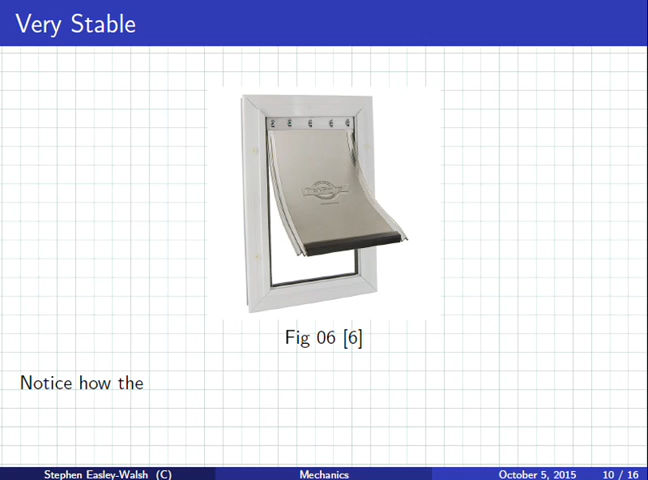 Very Stable
Fig 06 [6]
Notice how the
Stephen Easley-Walsh (C)
Mechanics
October 5, 2015
10 / 16